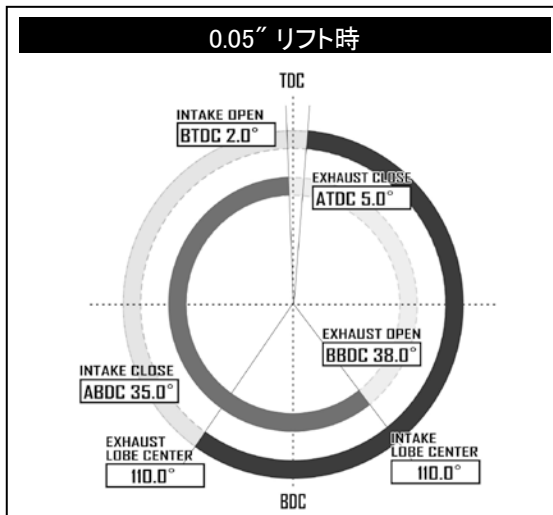 0.05″ リフト時
TDC
INTAKE OPEN
BTDC 2.0°
EXHAUST CLOSE
ATDC 5.0°
EXHAUST OPEN
BBDC 38.0°
INTAKE CLOSE
ABDC 35.0°
EXHAUST
LOBE CENTER
110.0°
INTAKE
LOBE CENTER
110.0°
BDC